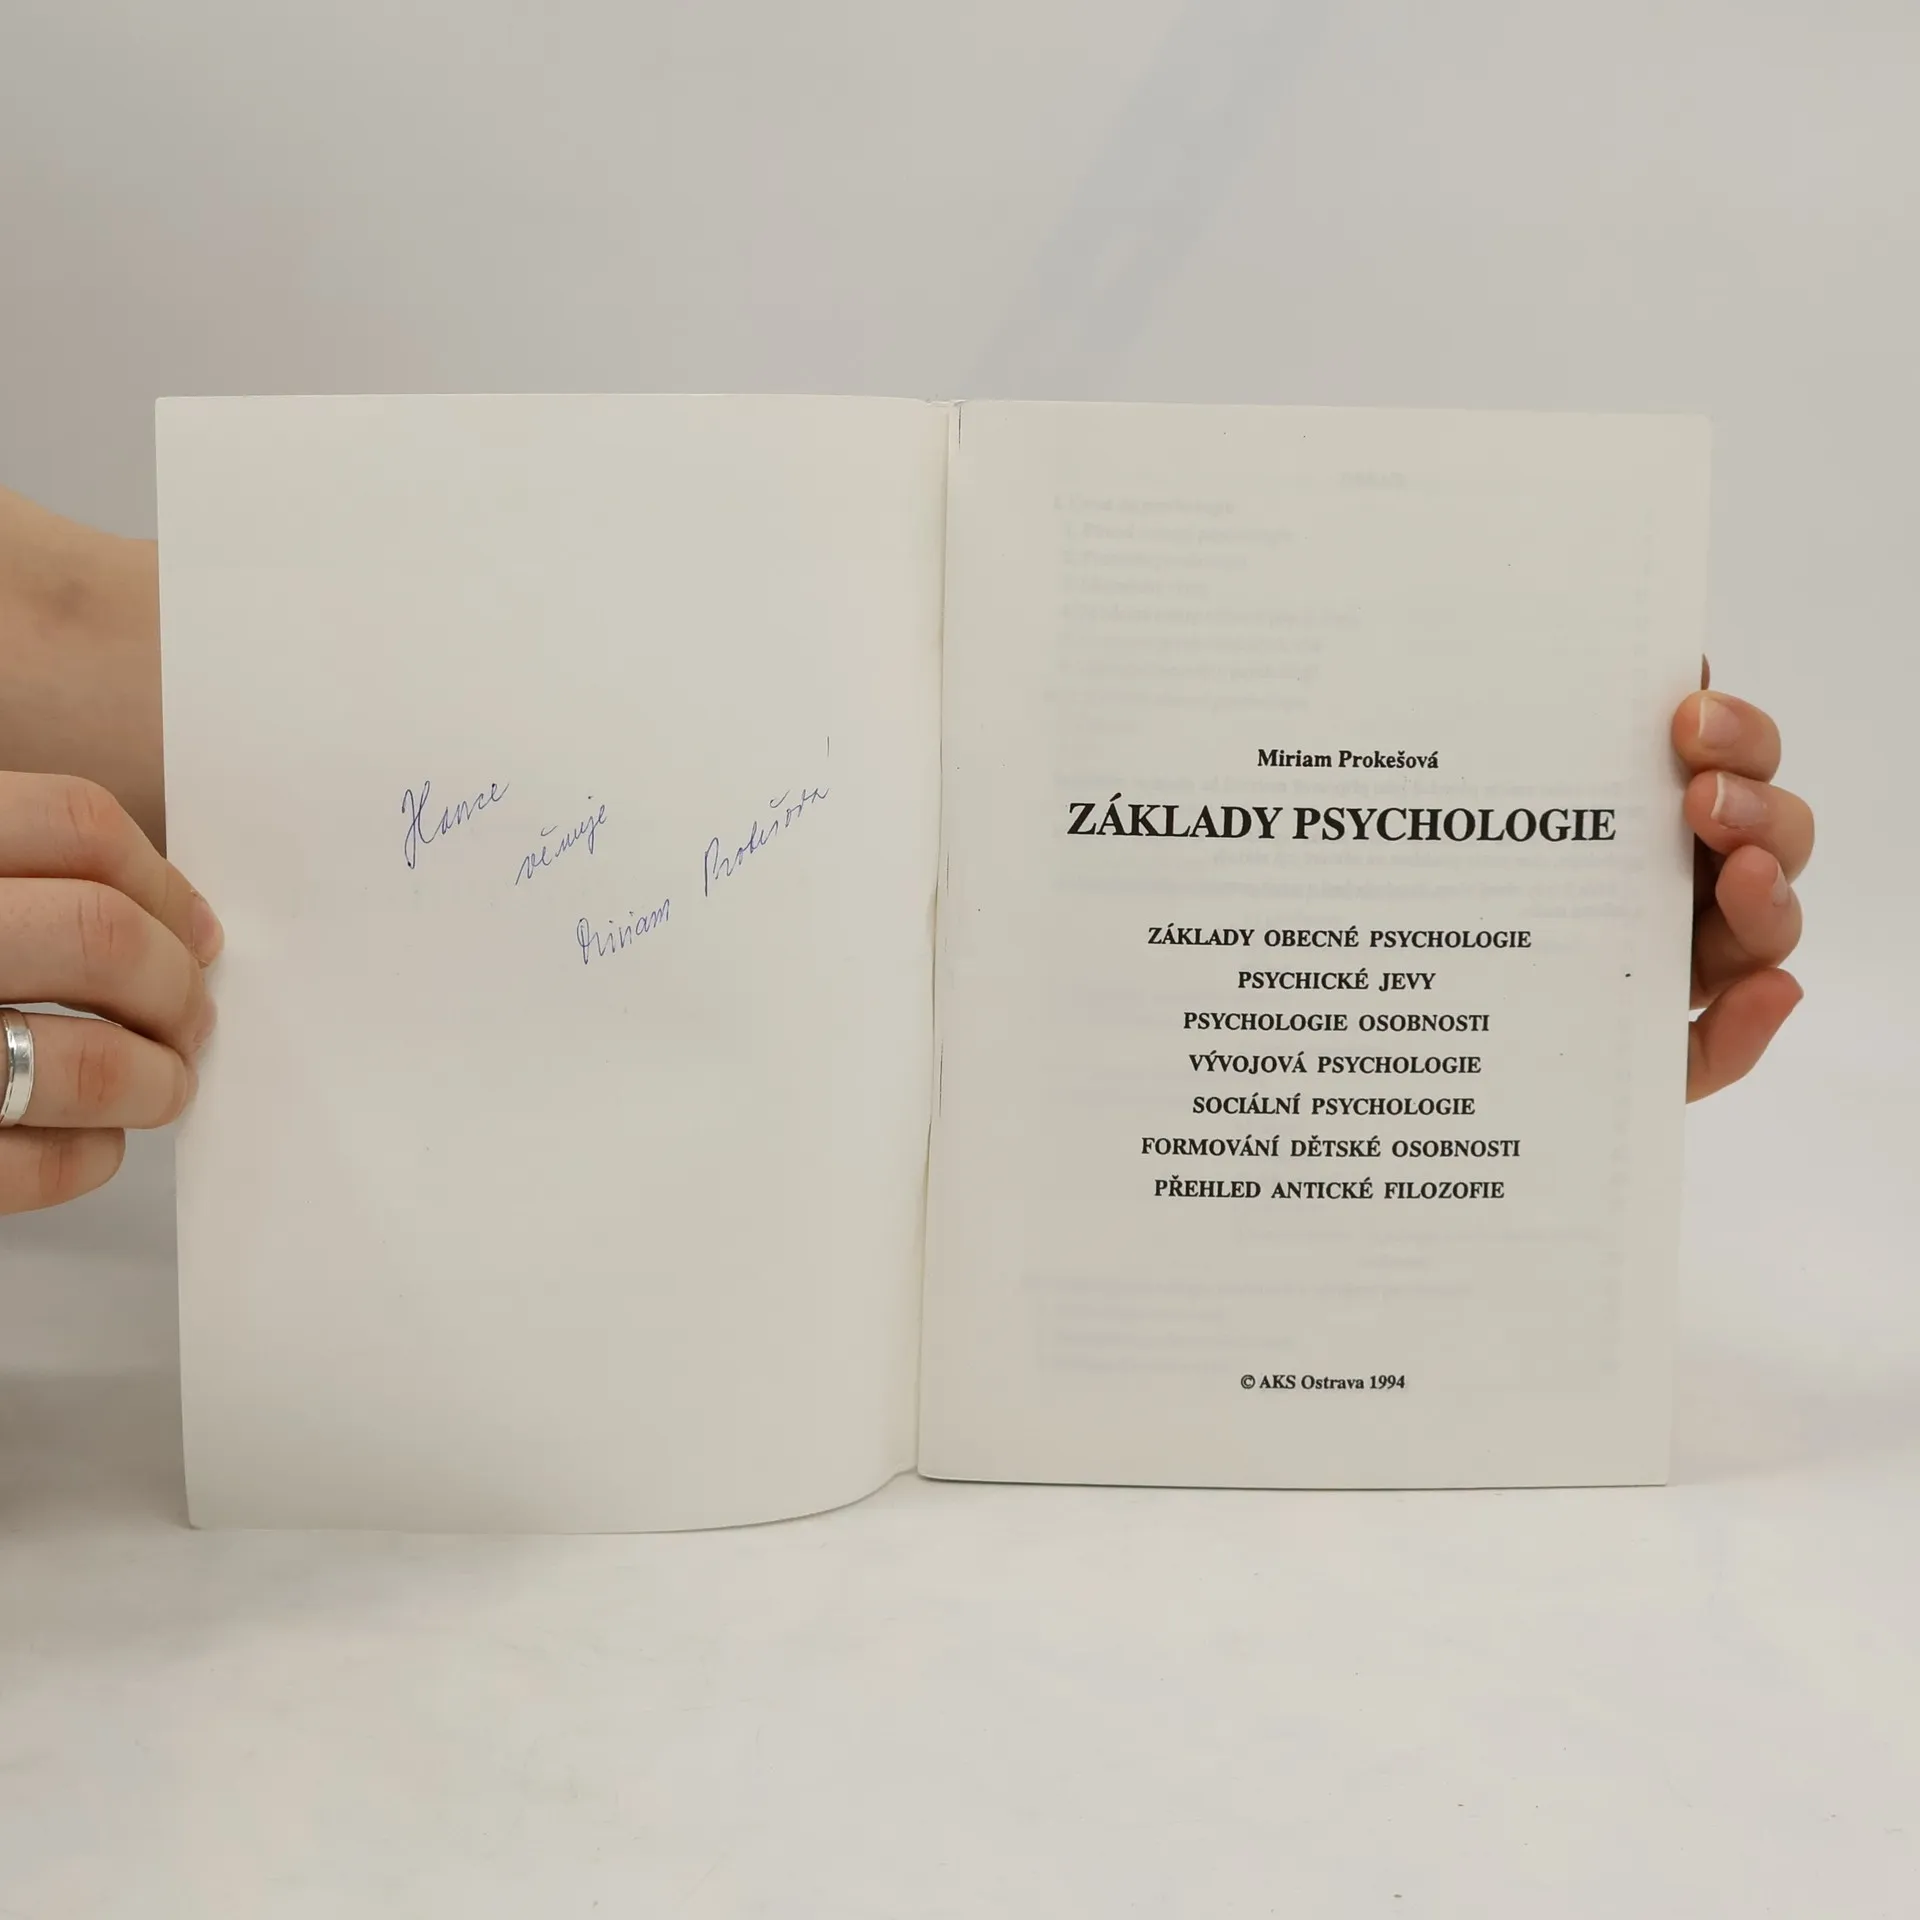 Hance
věnuje
Miriam Prokešová
Miriam Prokešová
ZÁKLADY PSYCHOLOGIE
ZÁKLADY OBECNÉ PSYCHOLOGIE
PSYCHICKÉ JEVY
PSYCHOLOGIE OSOBNOSTI
VÝVOJOVÁ PSYCHOLOGIE
SOCIÁLNÍ PSYCHOLOGIE
FORMOVÁNÍ DĚTSKÉ OSOBNOSTI
PŘEHLED ANTICKÉ FILOZOFIE
© AKS Ostrava 1994